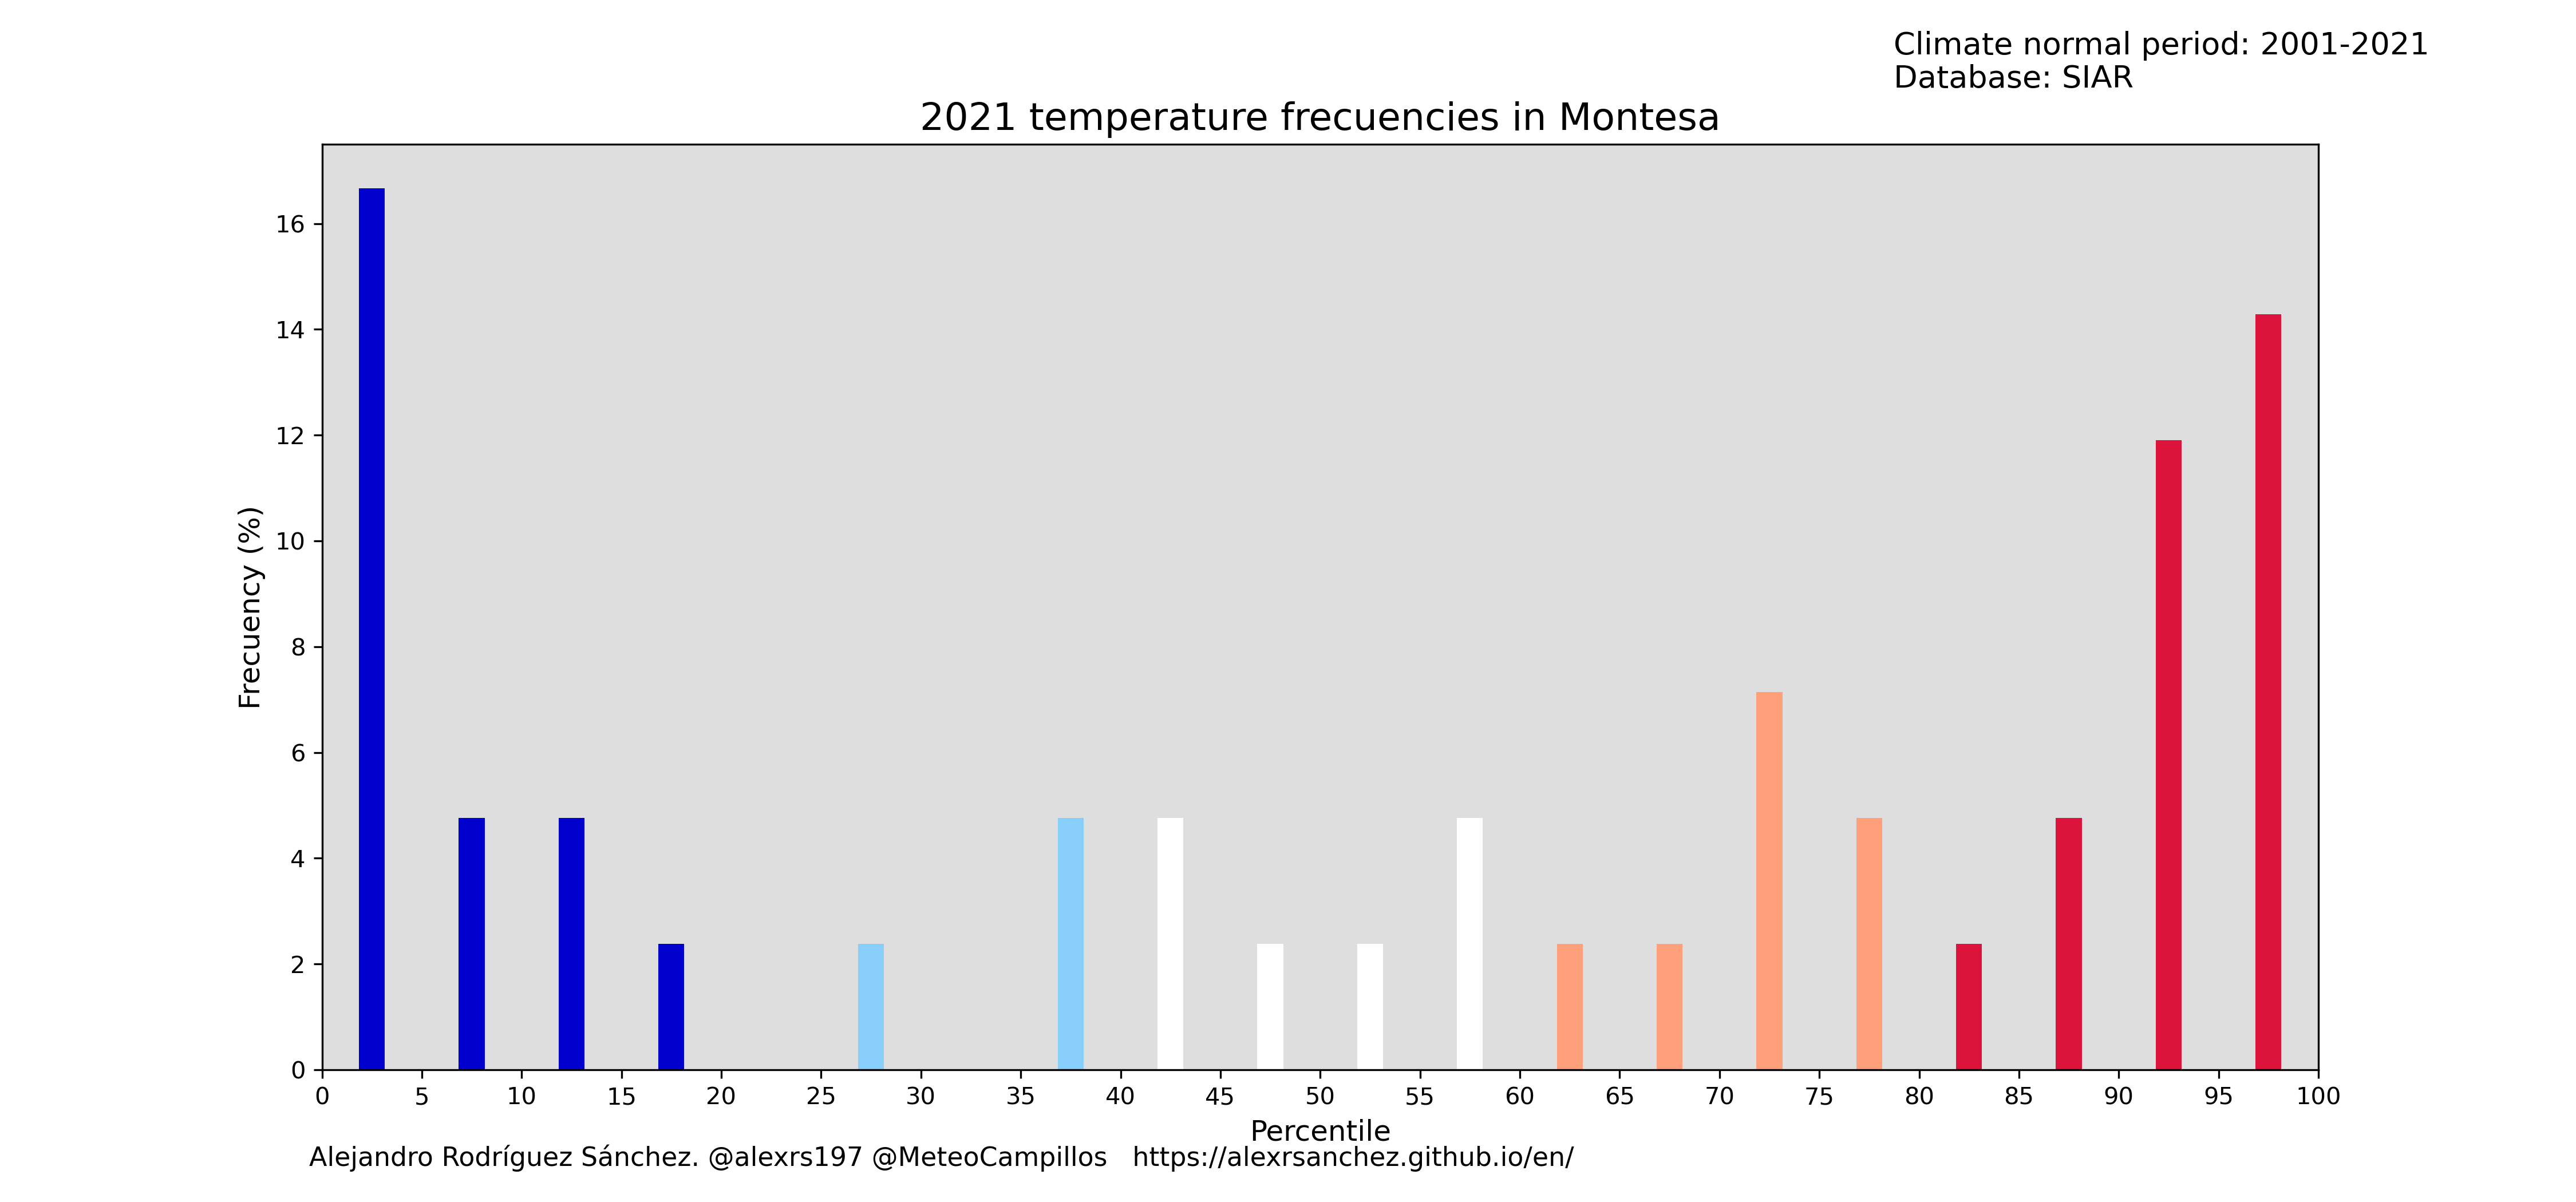 Climate normal period: 2001-2021
Database: SIAR
2021 temperature frecuencies in Montesa
Frecuency (%)
16
14
12
10
8
6
4
2
0
0 5 10 15 20 25 30 35 40 45 50 55 60 65 70 75 80 85 90 95 100
Percentile
Alejandro Rodríguez Sánchez. @alexrs197 @MeteoCampillos https://alexrsanchez.github.io/en/